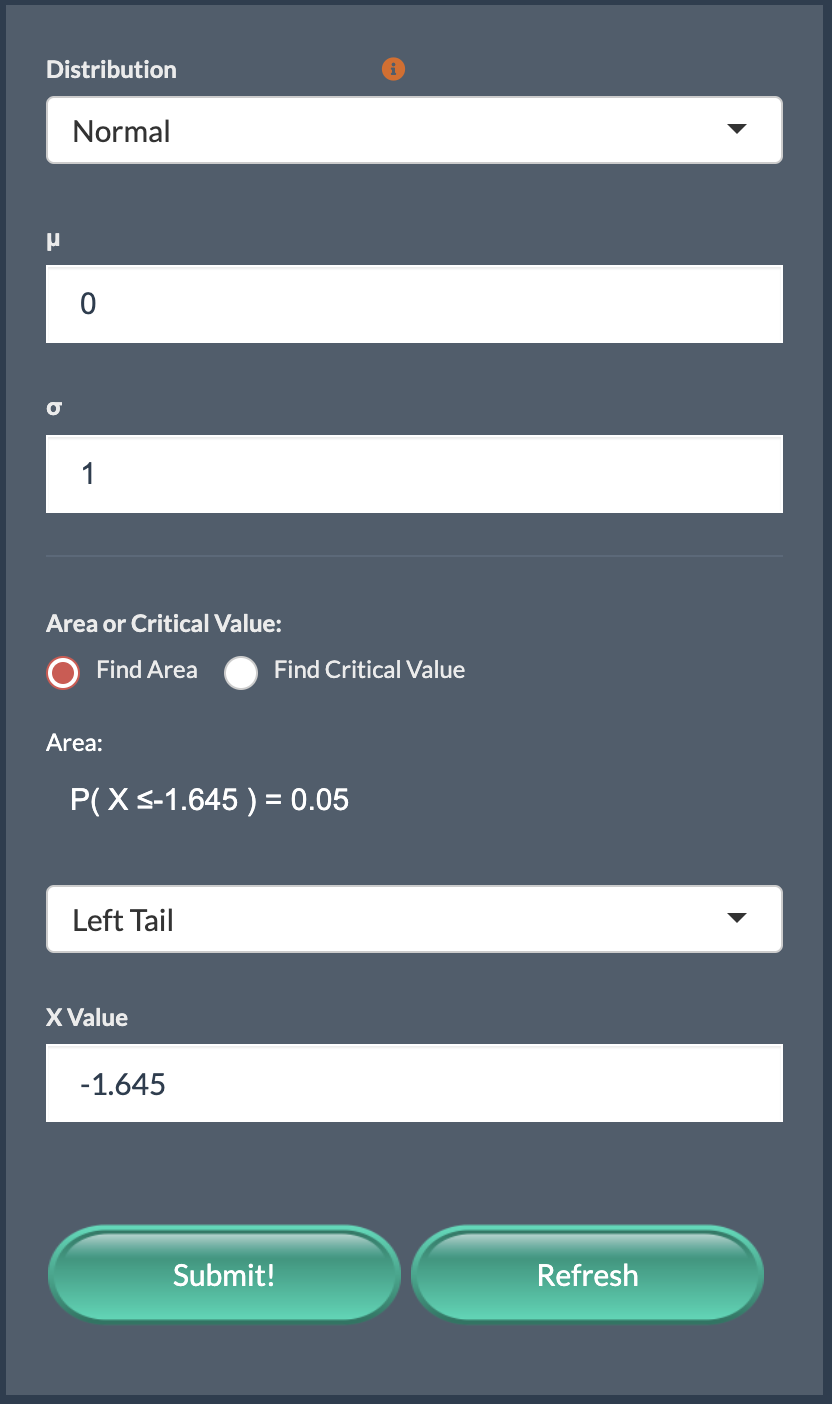 Distribution
Normal
μ
0
σ
1
Area or Critical Value:
Find Area Find Critical Value
Area:
P( X ≤-1.645 ) = 0.05
Left Tail
X Value
-1.645
Submit! Refresh